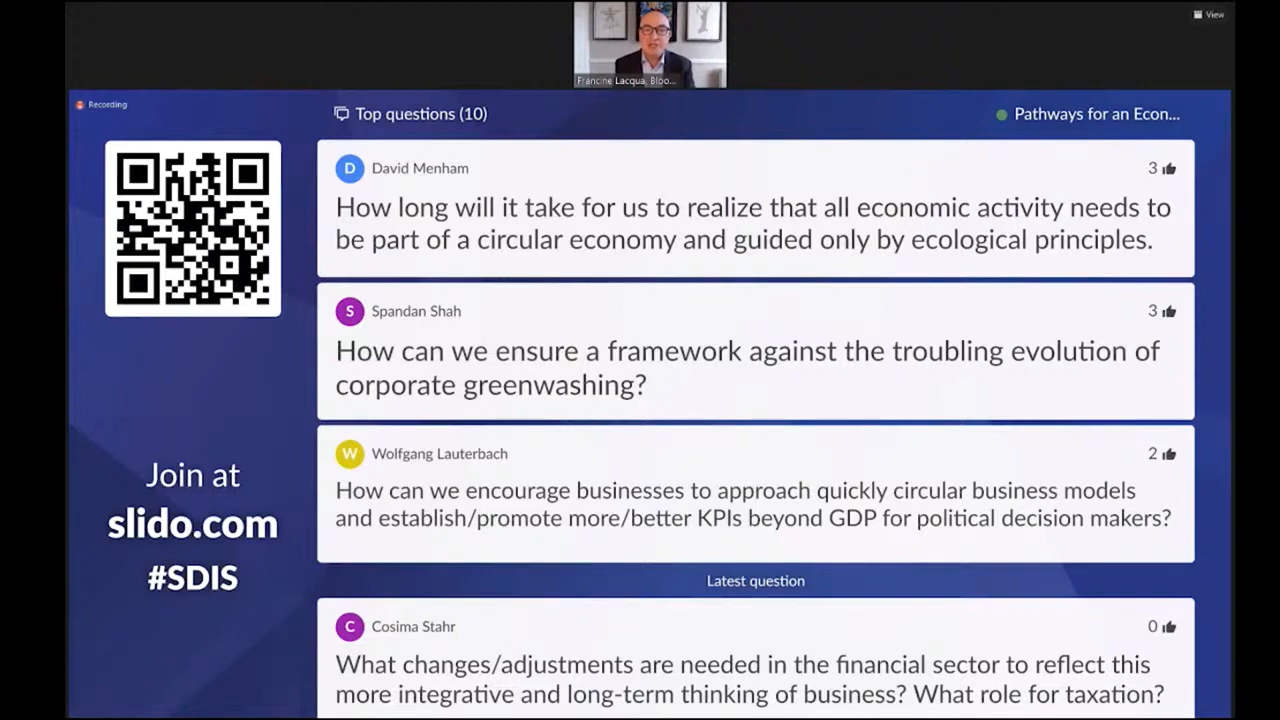 View
Francine Lacqua, Bloo...
Recording
Top questions (10)
Pathways for an Econ...
D
David Menham
3
How long will it take for us to realize that all economic activity needs to
be part of a circular economy and guided only by ecological principles.
S
Spandan Shah
3
How can we ensure a framework against the troubling evolution of
corporate greenwashing?
W
Wolfgang Lauterbach
2
How can we encourage businesses to approach quickly circular business models
and establish/promote more/better KPIs beyond GDP for political decision makers?
Join at
slido.com
#SDIS
Latest question
C
Cosima Stahr
0
What changes/adjustments are needed in the financial sector to reflect this
more integrative and long-term thinking of business? What role for taxation?